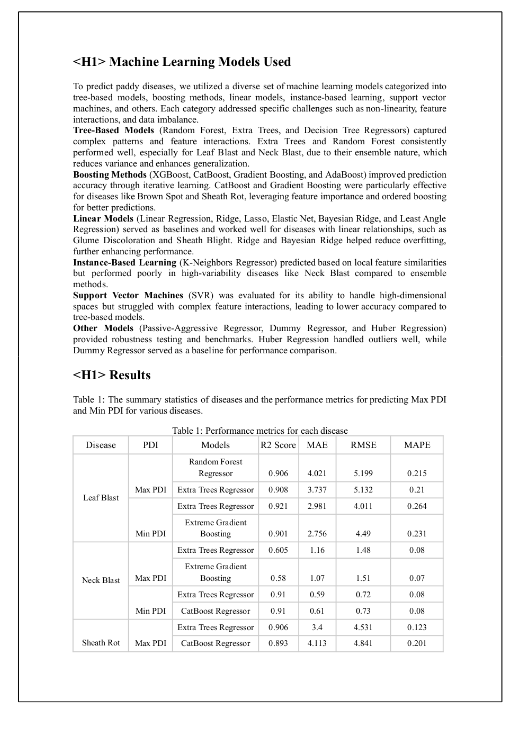 <H1> Machine Learning Models Used
To predict paddy diseases, we utilized a diverse set of machine learning models categorized into
tree-based models, boosting methods, linear models, instance-based learning, support vector
machines, and others. Each category addressed specific challenges such as non-linearity, feature
interactions, and data imbalance.
Tree-Based Models (Random Forest, Extra Trees, and Decision Tree Regressors) captured
complex patterns and feature interactions. Extra Trees and Random Forest consistently
performed well, especially for Leaf Blast and Neck Blast, due to their ensemble nature, which
reduces variance and enhances generalization.
Boosting Methods (XGBoost, CatBoost, Gradient Boosting, and AdaBoost) improved prediction
accuracy through iterative learning. CatBoost and Gradient Boosting were particularly effective
for diseases like Brown Spot and Sheath Rot, leveraging feature importance and ordered boosting
for better predictions.
Linear Models (Linear Regression, Ridge, Lasso, Elastic Net, Bayesian Ridge, and Least Angle
Regression) served as baselines and worked well for diseases with linear relationships, such as
Glume Discoloration and Sheath Blight. Ridge and Bayesian Ridge helped reduce overfitting,
further enhancing performance.
Instance-Based Learning (K-Neighbors Regressor) predicted based on local feature similarities
but performed poorly in high-variability diseases like Neck Blast compared to ensemble
methods.
Support Vector Machines (SVR) was evaluated for its ability to handle high-dimensional
spaces but struggled with complex feature interactions, leading to lower accuracy compared to
tree-based models.
Other Models (Passive-Aggressive Regressor, Dummy Regressor, and Huber Regression)
provided robustness testing and benchmarks. Huber Regression handled outliers well, while
Dummy Regressor served as a baseline for performance comparison.
<H1> Results
Table 1: The summary statistics of diseases and the performance metrics for predicting Max PDI
and Min PDI for various diseases.
Table 1: Performance metrics for each disease
Disease PDI Models R2 Score MAE RMSE MAPE
Random Forest
Regressor 0.906 4.021 5.199 0.215
Leaf Blast Max PDI Extra Trees Regressor 0.908 3.737 5.132 0.21
Extra Trees Regressor 0.921 2.981 4.011 0.264
Extreme Gradient
Min PDI Boosting 0.901 2.756 4.49 0.231
Extra Trees Regressor 0.605 1.16 1.48 0.08
Extreme Gradient
Neck Blast Max PDI Boosting 0.58 1.07 1.51 0.07
Extra Trees Regressor 0.91 0.59 0.72 0.08
Min PDI CatBoost Regressor 0.91 0.61 0.73 0.08
Extra Trees Regressor 0.906 3.4 4.531 0.123
Sheath Rot Max PDI CatBoost Regressor 0.893 4.113 4.841 0.201